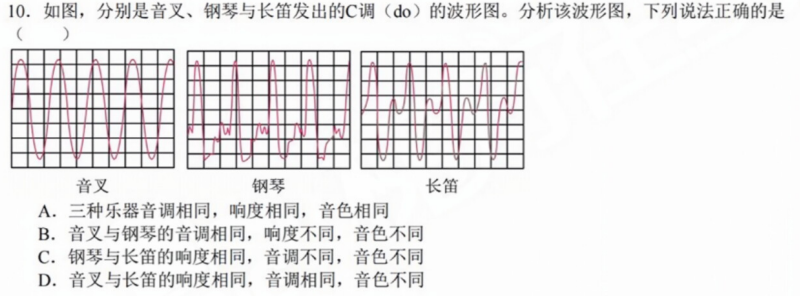 10．如图，分别是音叉、钢琴与长笛发出的C调（do）的波形图。分析该波形图，下列说法正确的是
（　　）
音叉　钢琴　长笛
A．三种乐器音调相同，响度相同，音色相同
B．音叉与钢琴的音调相同，响度不同，音色不同
C．钢琴与长笛的响度相同，音调不同，音色不同
D．音叉与长笛的响度相同，音调相同，音色不同